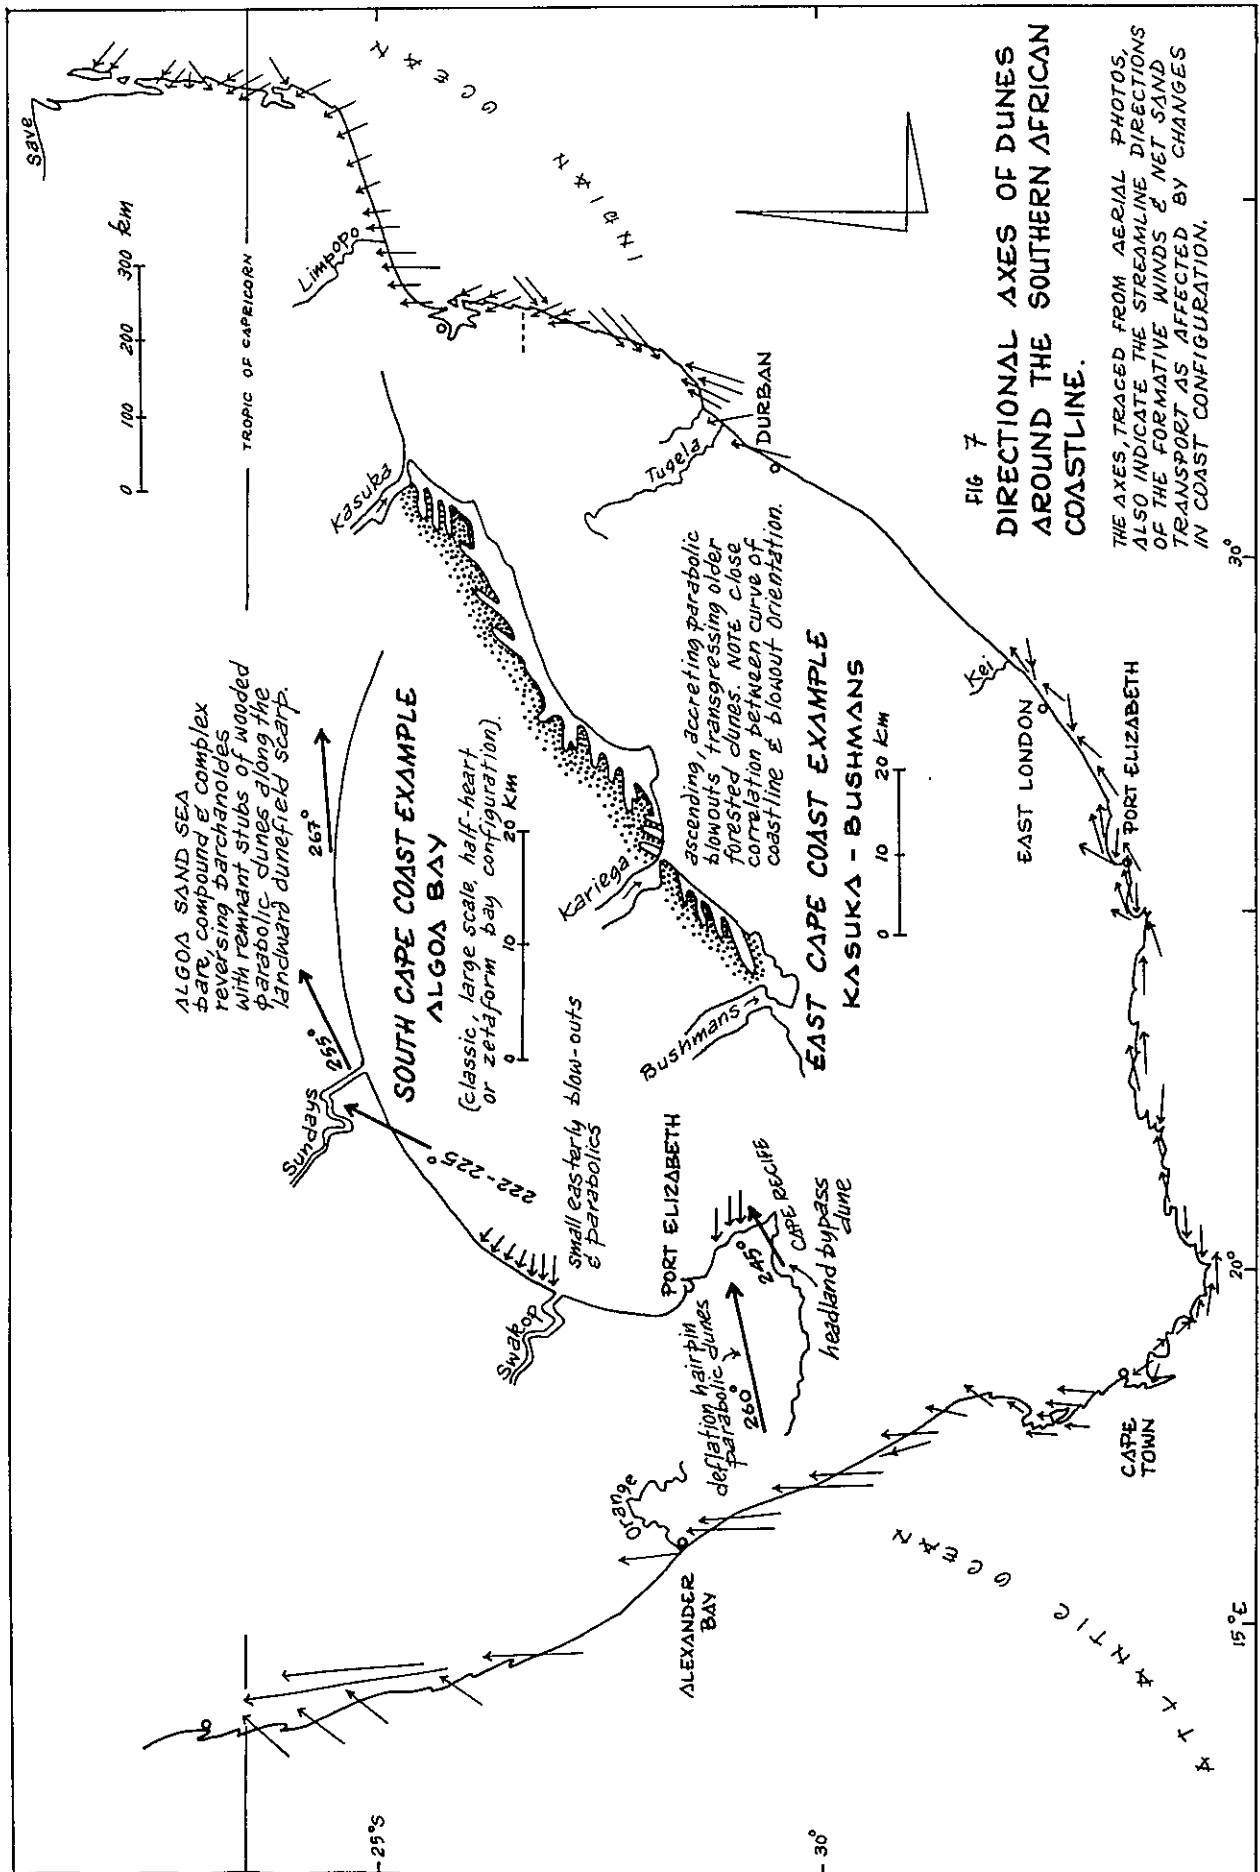 FIG 7
DIRECTIONAL AXES OF DUNES
AROUND THE SOUTHERN AFRICAN
COASTLINE.
THE AXES, TRACED FROM AERIAL PHOTOS,
ALSO INDICATE THE STREAMLINE DIRECTIONS
OF THE FORMATIVE WINDS & NET SAND
TRANSPORT AS AFFECTED BY CHANGES
IN COAST CONFIGURATION.
ALGOA SAND SEA
bare, compound & complex
reversing barchanoides
with remnant stubs of wooded
parabolic dunes along the
landward dunefield scarp.
Sundays
255°
267°
222-225°
SOUTH CAPE COAST EXAMPLE
ALGOA BAY
(classic, large scale, half-heart
or zetaform bay configuration).
0 10 20 km
Swakop
small easterly blow-outs
& parabolics
PORT ELIZABETH
deflation hairpin
parabolic dunes
260°
245°
CAPE RECIFE
headland bypass
dune
Kasuka
Kariega
Bushmans
ascending, accreting parabolic
blowouts transgressing older
forested dunes. NOTE close
correlation between curve of
coastline & blowout orientation.
EAST CAPE COAST EXAMPLE
KASUKA - BUSHMANS
0 10 20 km
0 100 200 300 km
TROPIC OF CAPRICORN
Save
Limpopo
INDIAN OCEAN
Tugela
DURBAN
Kei
EAST LONDON
PORT ELIZABETH
CAPE
TOWN
Orange
ALEXANDER
BAY
ATLANTIC OCEAN
25°S
30°
15°E
20°
30°